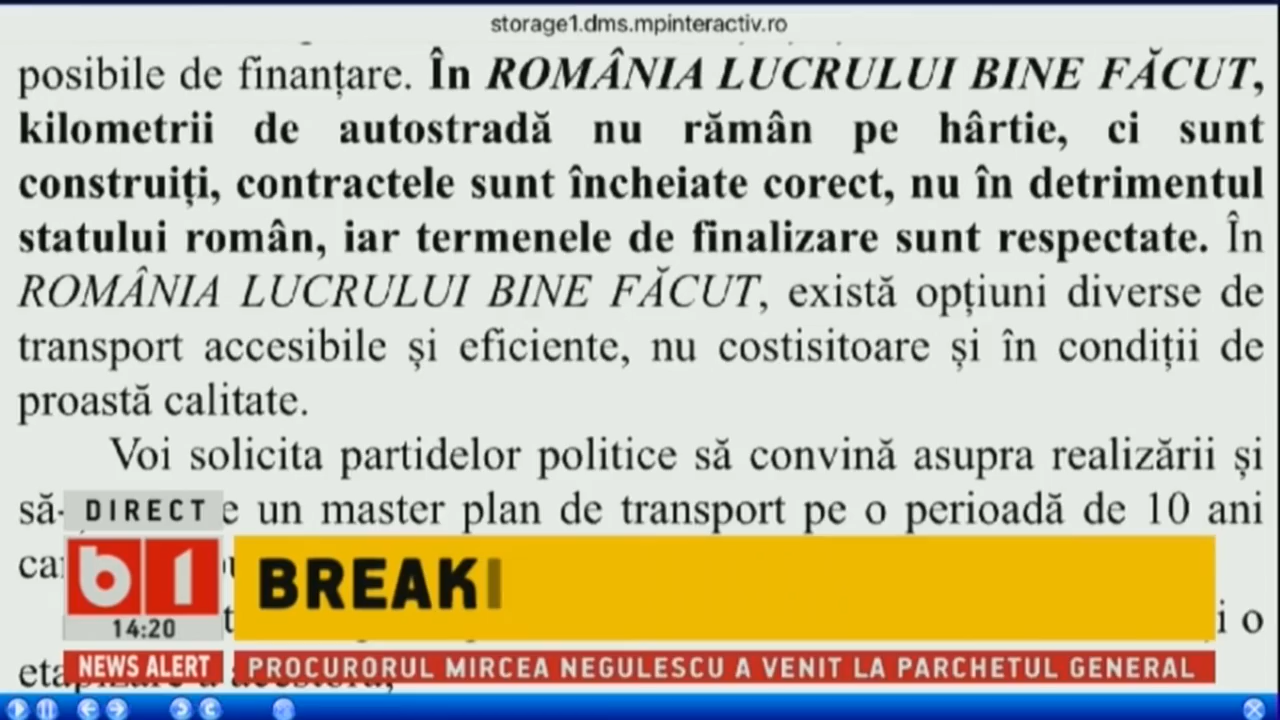 storage1.dms.mpinteractiv.ro
posibile de finanțare. În ROMÂNIA LUCRULUI BINE FĂCUT,
kilometrii de autostradă nu rămân pe hârtie, ci sunt
construiți, contractele sunt încheiate corect, nu în detrimentul
statului român, iar termenele de finalizare sunt respectate. În
ROMÂNIA LUCRULUI BINE FĂCUT, există opțiuni diverse de
transport accesibile și eficiente, nu costisitoare și în condiții de
proastă calitate.
Voi solicita partidelor politice să convină asupra realizării și
un master plan de transport pe o perioadă de 10 ani
DIRECT
b1
BREAK
14:20
i o
NEWS ALERT
PROCURORUL MIRCEA NEGULESCU A VENIT LA PARCHETUL GENERAL